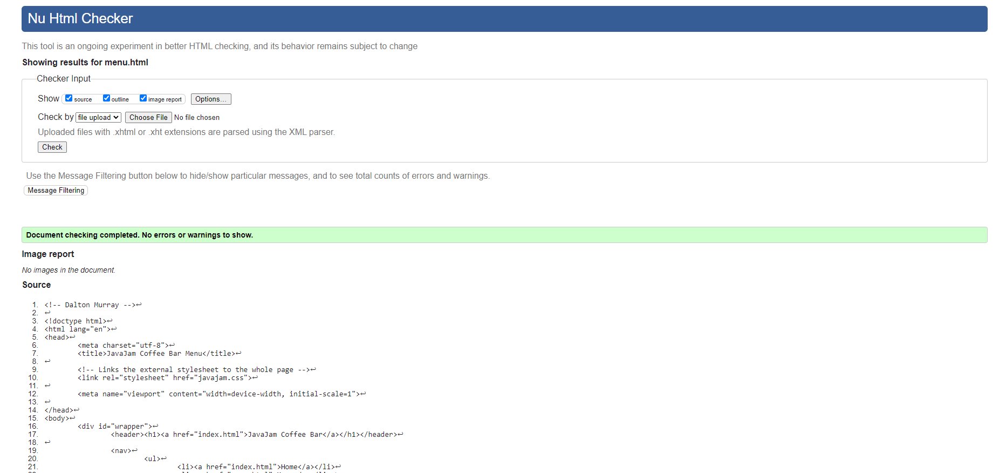 Nu Html Checker
This tool is an ongoing experiment in better HTML checking, and its behavior remains subject to change
Showing results for menu.html
Checker Input
Show source outline image report Options...
Check by file upload Choose File No file chosen
Uploaded files with .xhtml or .xht extensions are parsed using the XML parser.
Check
Use the Message Filtering button below to hide/show particular messages, and to see total counts of errors and warnings.
Message Filtering
Document checking completed. No errors or warnings to show.
Image report
No images in the document.
Source
1. <!-- Dalton Murray -->↩
2. ↩
3. <!doctype html>↩
4. <html lang="en">↩
5. <head>↩
6. <meta charset="utf-8">↩
7. <title>JavaJam Coffee Bar Menu</title>↩
8. ↩
9. <!-- Links the external stylesheet to the whole page -->↩
10. <link rel="stylesheet" href="javajam.css">↩
11. ↩
12. <meta name="viewport" content="width=device-width, initial-scale=1">↩
13. ↩
14. </head>↩
15. <body>↩
16. <div id="wrapper">↩
17. <header><h1><a href="index.html">JavaJam Coffee Bar</a></h1></header>↩
18. ↩
19. <nav>↩
20. <ul>↩
21. <li><a href="index.html">Home</a></li>↩